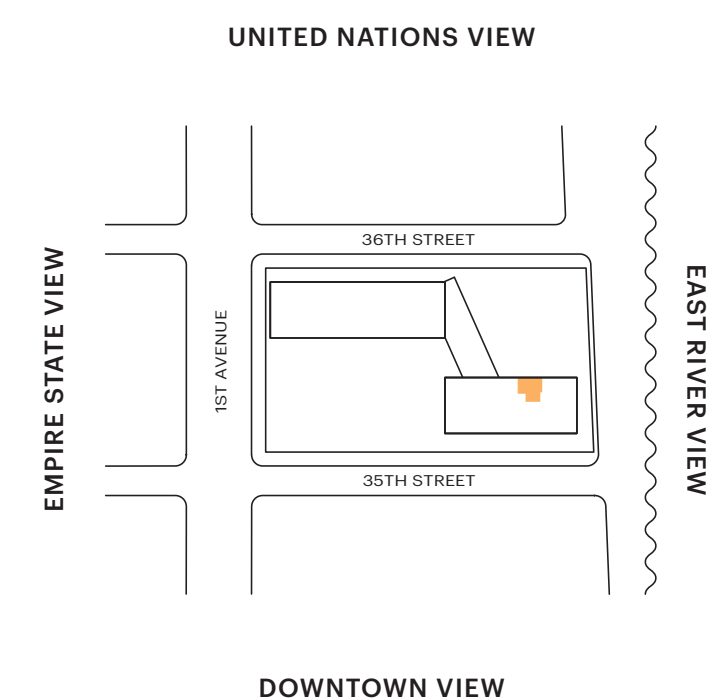 UNITED NATIONS VIEW
36TH STREET
EMPIRE STATE VIEW
1ST AVENUE
EAST RIVER VIEW
35TH STREET
DOWNTOWN VIEW